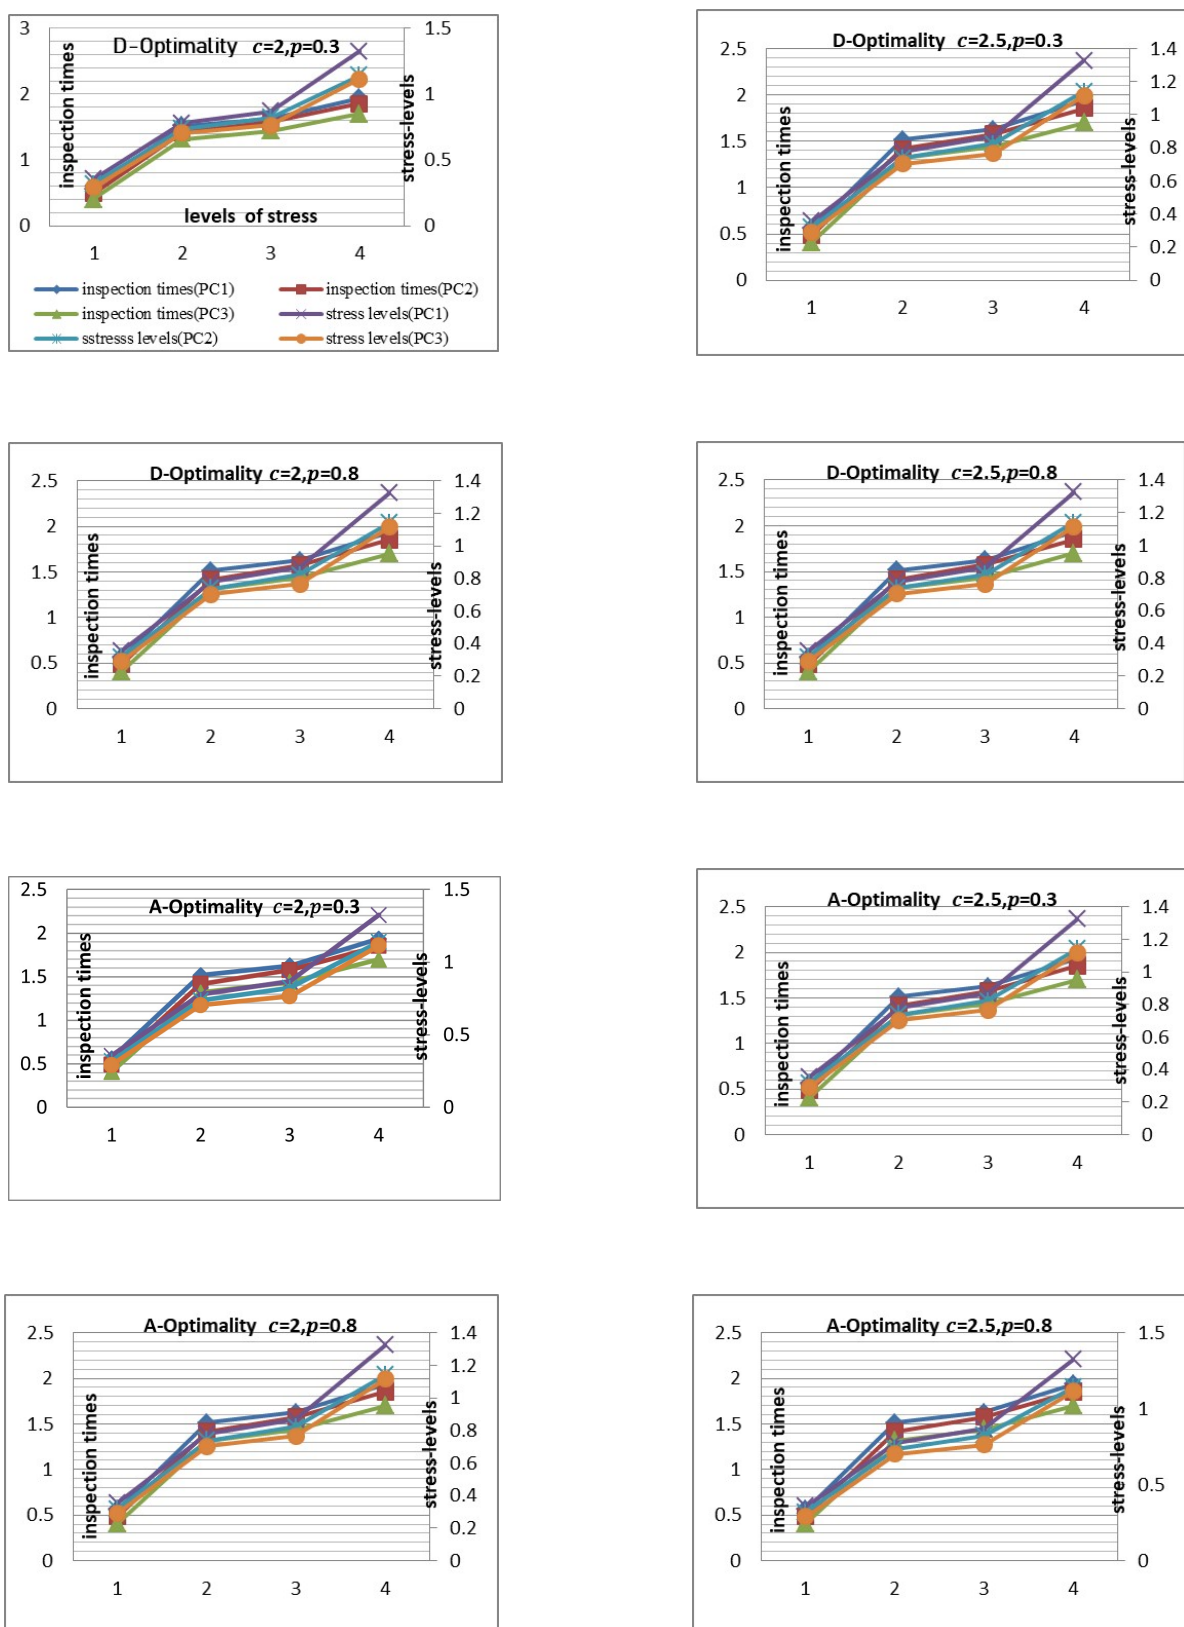 D-Optimality c=2,p=0.3
inspection times
stress-levels
3
2
1
0
1.5
1
0.5
0
levels of stress
1 2 3 4
inspection times(PC1) inspection times(PC2)
inspection times(PC3) stress levels(PC1)
sstresss levels(PC2) stress levels(PC3)
D-Optimality c=2.5,p=0.3
inspection times
stress-levels
2.5
2
1.5
1
0.5
0
1.4
1.2
1
0.8
0.6
0.4
0.2
0
1 2 3 4
D-Optimality c=2,p=0.8
inspection times
stress-levels
2.5
2
1.5
1
0.5
0
1.4
1.2
1
0.8
0.6
0.4
0.2
0
1 2 3 4
D-Optimality c=2.5,p=0.8
inspection times
stress-levels
2.5
2
1.5
1
0.5
0
1.4
1.2
1
0.8
0.6
0.4
0.2
0
1 2 3 4
A-Optimality c=2,p=0.3
inspection times
stress-levels
2.5
2
1.5
1
0.5
0
1.5
1
0.5
0
1 2 3 4
A-Optimality c=2.5,p=0.3
inspection times
stress-levels
2.5
2
1.5
1
0.5
0
1.4
1.2
1
0.8
0.6
0.4
0.2
0
1 2 3 4
A-Optimality c=2,p=0.8
inspection times
stress-levels
2.5
2
1.5
1
0.5
0
1.4
1.2
1
0.8
0.6
0.4
0.2
0
1 2 3 4
A-Optimality c=2.5,p=0.8
inspection times
stress-levels
2.5
2
1.5
1
0.5
0
1.5
1
0.5
0
1 2 3 4